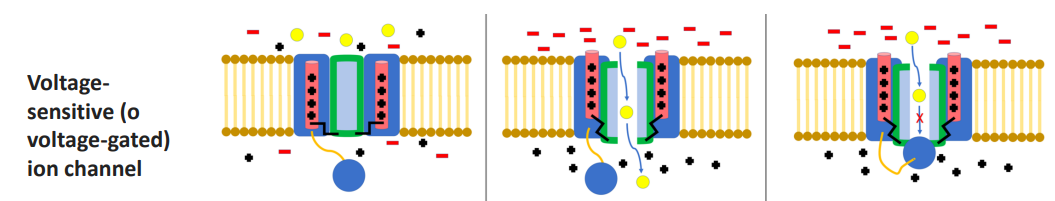 Voltage-
sensitive (o
voltage-gated)
ion channel